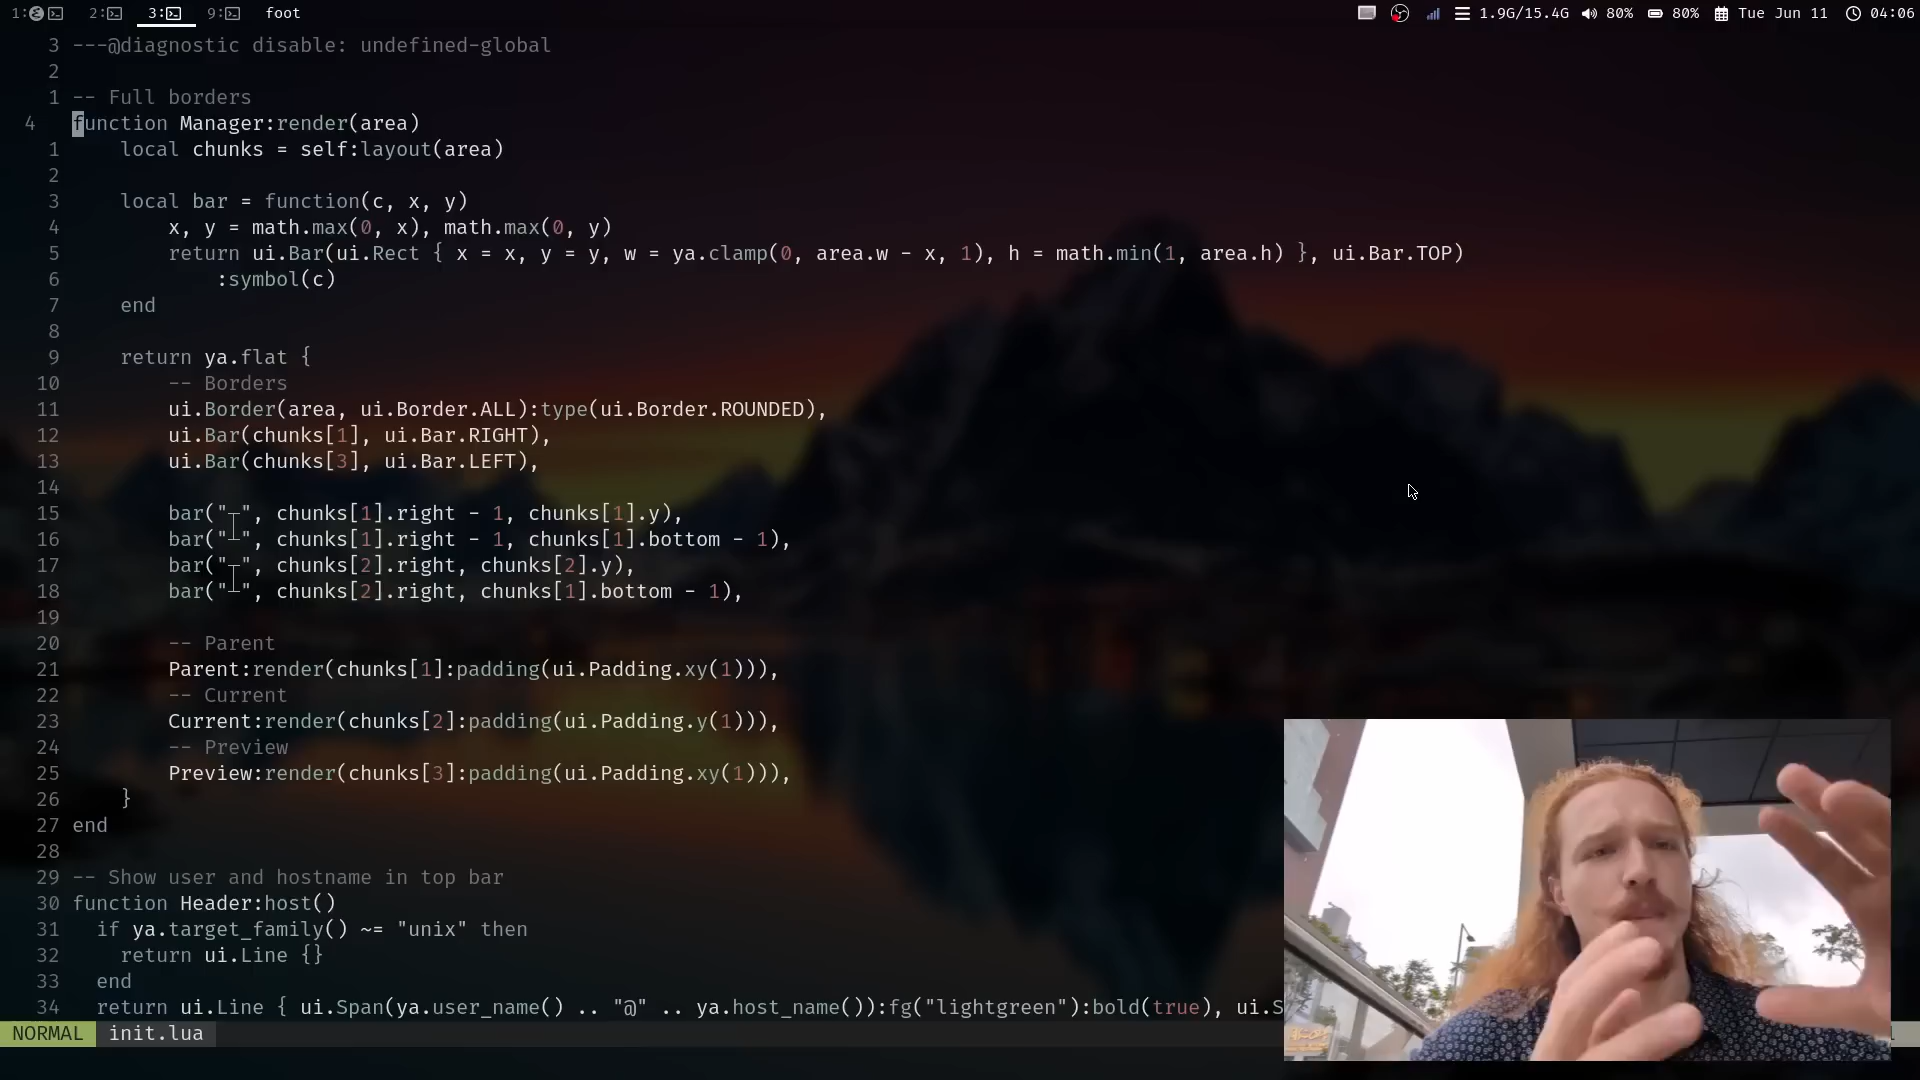 1: 2: 3: 9: foot 1.9G/15.4G 80% 80% Tue Jun 11 04:06
3 ---@diagnostic disable: undefined-global
2
1 -- Full borders
4 function Manager:render(area)
1 local chunks = self:layout(area)
2
3 local bar = function(c, x, y)
4 x, y = math.max(0, x), math.max(0, y)
5 return ui.Bar(ui.Rect { x = x, y = y, w = ya.clamp(0, area.w - x, 1), h = math.min(1, area.h) }, ui.Bar.TOP)
6 :symbol(c)
7 end
8
9 return ya.flat {
10 -- Borders
11 ui.Border(area, ui.Border.ALL):type(ui.Border.ROUNDED),
12 ui.Bar(chunks[1], ui.Bar.RIGHT),
13 ui.Bar(chunks[3], ui.Bar.LEFT),
14
15 bar("┬", chunks[1].right - 1, chunks[1].y),
16 bar("┴", chunks[1].right - 1, chunks[1].bottom - 1),
17 bar("┬", chunks[2].right, chunks[2].y),
18 bar("┴", chunks[2].right, chunks[1].bottom - 1),
19
20 -- Parent
21 Parent:render(chunks[1]:padding(ui.Padding.xy(1))),
22 -- Current
23 Current:render(chunks[2]:padding(ui.Padding.y(1))),
24 -- Preview
25 Preview:render(chunks[3]:padding(ui.Padding.xy(1))),
26 }
27 end
28
29 -- Show user and hostname in top bar
30 function Header:host()
31 if ya.target_family() ~= "unix" then
32 return ui.Line {}
33 end
34 return ui.Line { ui.Span(ya.user_name() .. "@" .. ya.host_name()):fg("lightgreen"):bold(true), ui.S
NORMAL init.lua